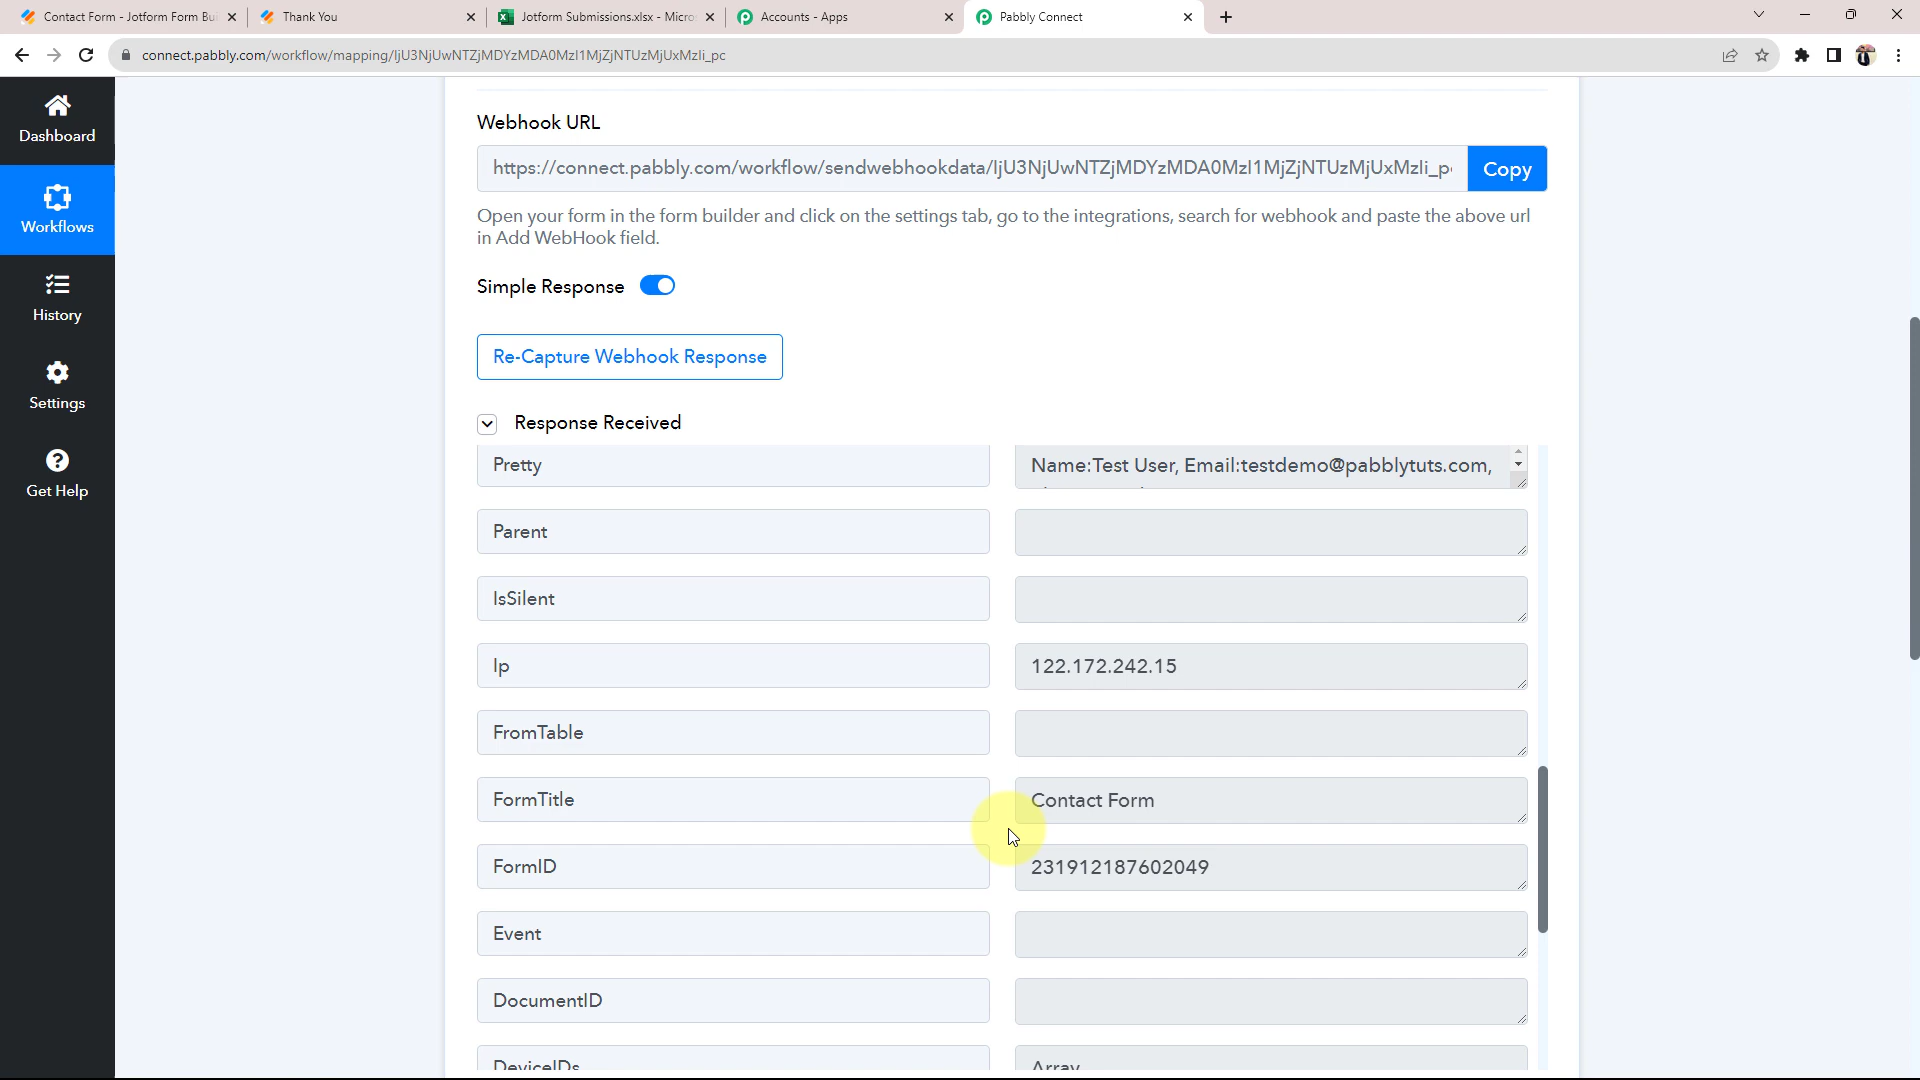 Contact Form - Jotform Form Bu
Thank You
Jotform Submissions.xlsx - Micro
Accounts - Apps
Pabbly Connect
connect.pabbly.com/workflow/mapping/IjU3NjUwNTZjMDYzMDA0MzI1MjZjNTUzMjUxMzIi_pc
Dashboard
Workflows
History
Settings
Get Help
Webhook URL
https://connect.pabbly.com/workflow/sendwebhookdata/IjU3NjUwNTZjMDYzMDA0MzI1MjZjNTUzMjUxMzIi_p
Copy
Open your form in the form builder and click on the settings tab, go to the integrations, search for webhook and paste the above url
in Add WebHook field.
Simple Response
Re-Capture Webhook Response
Response Received
Pretty
Name:Test User, Email:testdemo@pabblytuts.com,
Parent
IsSilent
Ip
122.172.242.15
FromTable
FormTitle
Contact Form
FormID
231912187602049
Event
DocumentID
DeviceIDs
Array